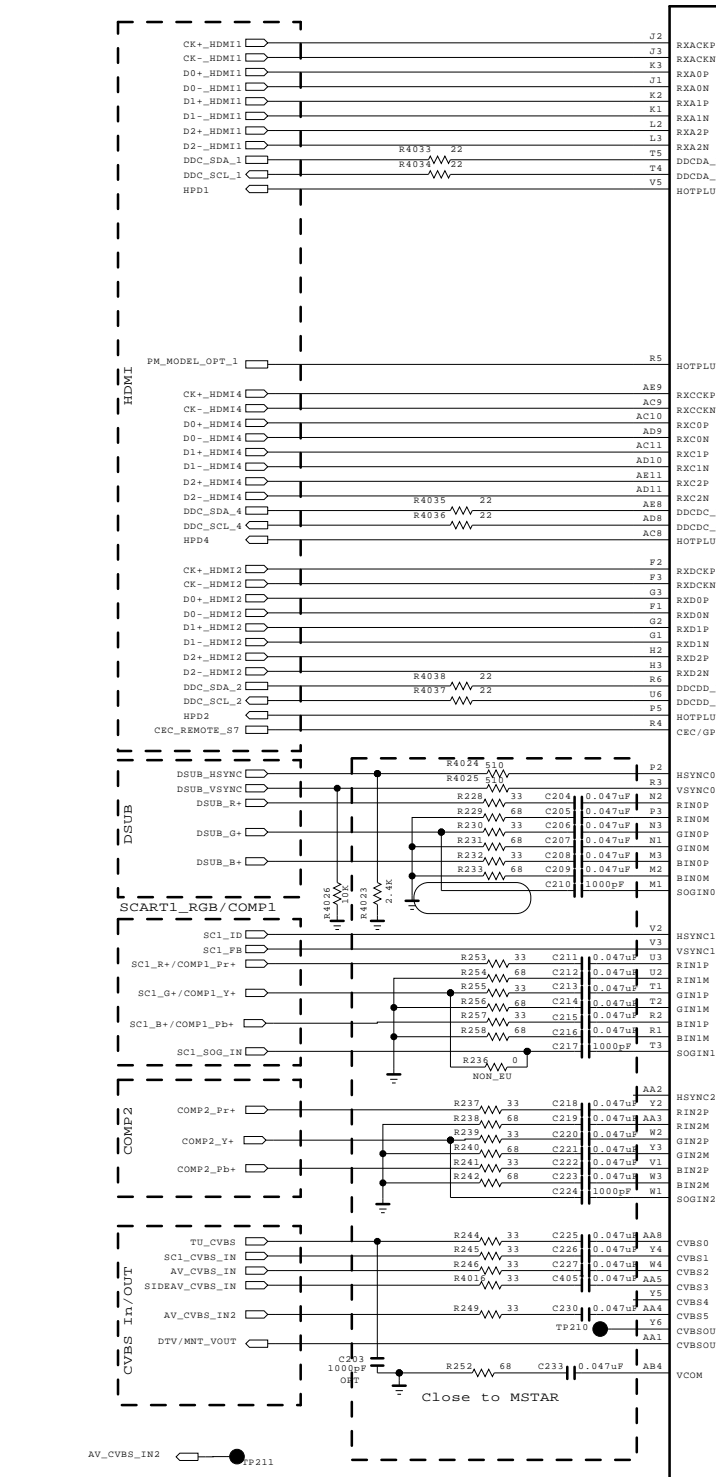 CK+_HDMI1 J2 RXACKP
CK-_HDMI1 J3 RXACKN
D0+_HDMI1 K3 RXA0P
D0-_HDMI1 J1 RXA0N
D1+_HDMI1 K2 RXA1P
D1-_HDMI1 K1 RXA1N
D2+_HDMI1 L2 RXA2P
D2-_HDMI1 L3 RXA2N
DDC_SDA_1 R4033 22 T5 DDCDA_
DDC_SCL_1 R4034 22 T4 DDCDA_
HPD1 V5 HOTPLU
PM_MODEL_OPT_1 R5 HOTPLU
HDMI
CK+_HDMI4 AE9 RXCCKP
CK-_HDMI4 AC9 RXCCKN
D0+_HDMI4 AC10 RXC0P
D0-_HDMI4 AD9 RXC0N
D1+_HDMI4 AC11 RXC1P
D1-_HDMI4 AD10 RXC1N
D2+_HDMI4 AE11 RXC2P
D2-_HDMI4 AD11 RXC2N
DDC_SDA_4 R4035 22 AE8 DDCDC_
DDC_SCL_4 R4036 22 AD8 DDCDC_
HPD4 AC8 HOTPLU
CK+_HDMI2 F2 RXDCKP
CK-_HDMI2 F3 RXDCKN
D0+_HDMI2 G3 RXD0P
D0-_HDMI2 F1 RXD0N
D1+_HDMI2 G2 RXD1P
D1-_HDMI2 G1 RXD1N
D2+_HDMI2 H2 RXD2P
D2-_HDMI2 H3 RXD2N
DDC_SDA_2 R4038 22 R6 DDCDD_
DDC_SCL_2 R4037 22 U6 DDCDD_
HPD2 P5 HOTPLU
CEC_REMOTE_S7 R4 CEC/GP
DSUB
DSUB_HSYNC R4024 510 P2 HSYNC0
DSUB_VSYNC R4025 510 R3 VSYNC0
DSUB_R+ R228 33 C204 0.047uF N2 RIN0P
R229 68 C205 0.047uF P3 RIN0M
DSUB_G+ R230 33 C206 0.047uF N3 GIN0P
R231 68 C207 0.047uF N1 GIN0M
DSUB_B+ R232 33 C208 0.047uF M3 BIN0P
R233 68 C209 0.047uF M2 BIN0M
C210 1000pF M1 SOGIN0
R4026 10K
R4023 2.4K
SCART1_RGB/COMP1
SC1_ID V2 HSYNC1
SC1_FB V3 VSYNC1
SC1_R+/COMP1_Pr+ R253 33 C211 0.047uF U3 RIN1P
R254 68 C212 0.047uF U2 RIN1M
SC1_G+/COMP1_Y+ R255 33 C213 0.047uF T1 GIN1P
R256 68 C214 0.047uF T2 GIN1M
SC1_B+/COMP1_Pb+ R257 33 C215 0.047uF R2 BIN1P
R258 68 C216 0.047uF R1 BIN1M
SC1_SOG_IN C217 1000pF T3 SOGIN1
R236 0
NON_EU
COMP2
AA2 HSYNC2
COMP2_Pr+ R237 33 C218 0.047uF Y2 RIN2P
R238 68 C219 0.047uF AA3 RIN2M
COMP2_Y+ R239 33 C220 0.047uF W2 GIN2P
R240 68 C221 0.047uF Y3 GIN2M
COMP2_Pb+ R241 33 C222 0.047uF V1 BIN2P
R242 68 C223 0.047uF W3 BIN2M
C224 1000pF W1 SOGIN2
CVBS In/OUT
TU_CVBS R244 33 C225 0.047uF AA8 CVBS0
SC1_CVBS_IN R245 33 C226 0.047uF Y4 CVBS1
AV_CVBS_IN R246 33 C227 0.047uF W4 CVBS2
SIDEAV_CVBS_IN R4016 33 C405 0.047uF AA5 CVBS3
Y5 CVBS4
AV_CVBS_IN2 R249 33 C230 0.047uF AA4 CVBS5
TP210 Y6 CVBSOU
DTV/MNT_VOUT AA1 CVBSOU
C203
1000pF
OPT
R252 68 C233 0.047uF AB4 VCOM
Close to MSTAR
AV_CVBS_IN2 TP211